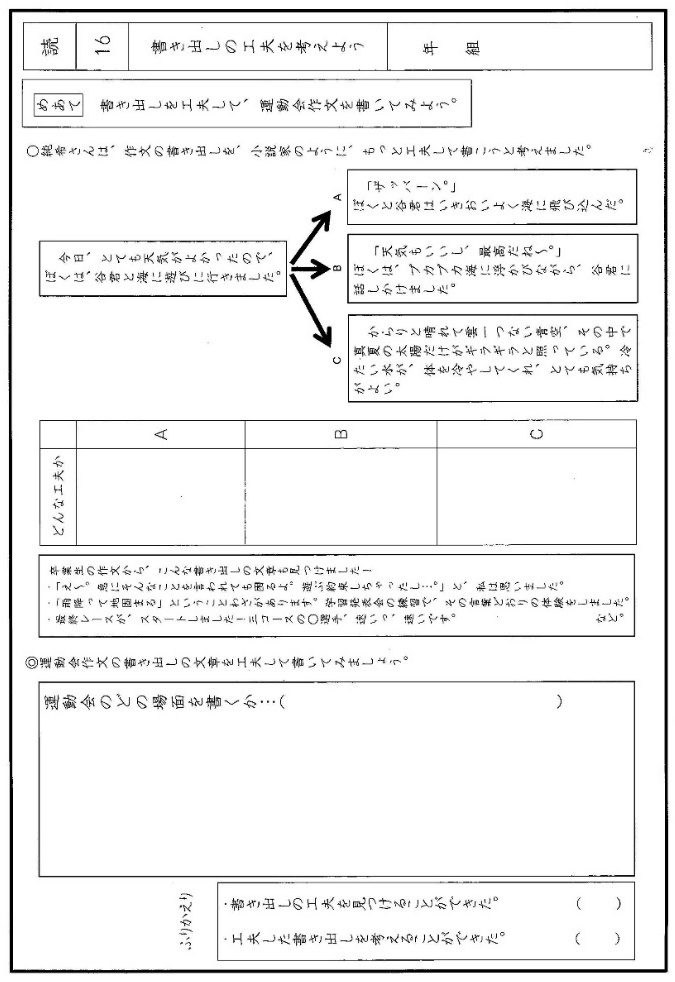 読 16 書き出しの工夫を考えよう 年 組
めあて 書き出しを工夫して、運動会作文を書いてみよう。
〇純希さんは、作文の書き出しを、小説家のように、もっと工夫して書こうと考えました。
今日、とても天気がよかったので、
ぼくは、谷君と海に遊びに行きました。
A
「ザッバーン。」
ぼくと谷君はいきおいよく海に飛び込んだ。
B
「天気もいいし、最高だね~。」
ぼくは、プカプカ海に浮かびながら、谷君に
話しかけました。
C
からりと晴れて雲一つない青空、その中で
真夏の太陽だけがギラギラと照っている。冷
たい水が、体を冷やしてくれ、とても気持ち
がよい。
A B C
どんな工夫か
卒業生の作文から、こんな書き出しの文章も見つけました!
・「え~。急にそんなことを言われても困るよ。遊ぶ約束しちゃったし…。」と、私は思いました。
・「雨降って地固まる」ということわざがあります。学習発表会の練習で、その言葉どおりの体験をしました。
・最終レースが、スタートしました!三コースの〇選手、速いっ、速いです。 など。
◎運動会作文の書き出しの文章を工夫して書いてみましょう。
運動会のどの場面を書くか…( )
ふりかえり
・書き出しの工夫を見つけることができた。 ( )
・工夫した書き出しを考えることができた。 ( )